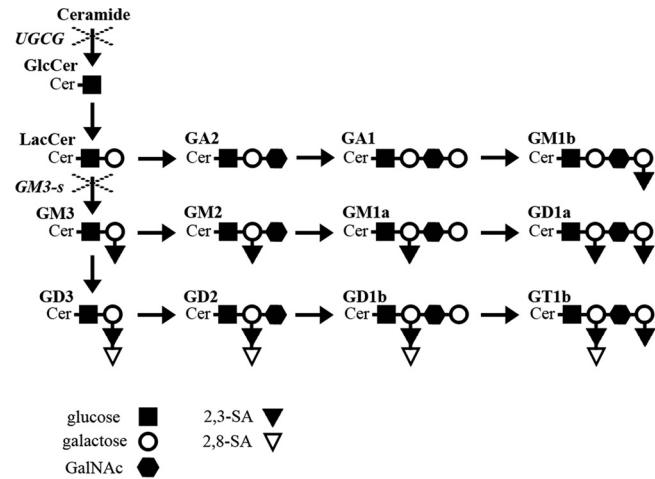 Ceramide
UGCG
GlcCer
Cer
LacCer GA2 GA1 GM1b
Cer Cer Cer Cer
GM3-s
GM3 GM2 GM1a GD1a
Cer Cer Cer Cer
GD3 GD2 GD1b GT1b
Cer Cer Cer Cer
glucose 2,3-SA
galactose 2,8-SA
GalNAc